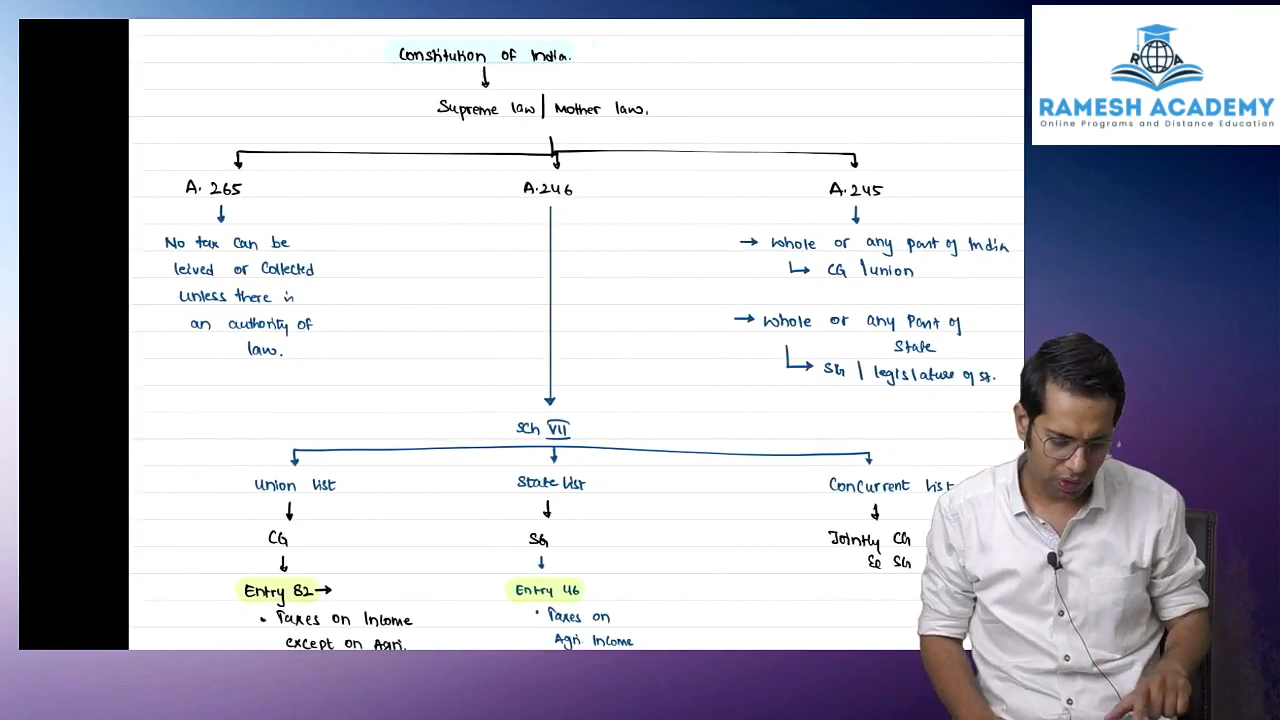 Constitution of India.
Supreme law | Mother law.
A. 265
A.246
A.245
No tax can be
leived or collected
unless there is
an authority of
law.
→ whole or any part of India
↳ CG | union
→ whole or any part of
State
↳ SG | legislature of st.
Sch VII
Union list
State list
Concurrent list
CG
SG
Jointly CG
& SG
Entry 82 →
• Taxes on Income
except on Agri.
Entry 46
• Taxes on
Agri. Income
R A
RAMESH ACADEMY
Online Programs and Distance Education